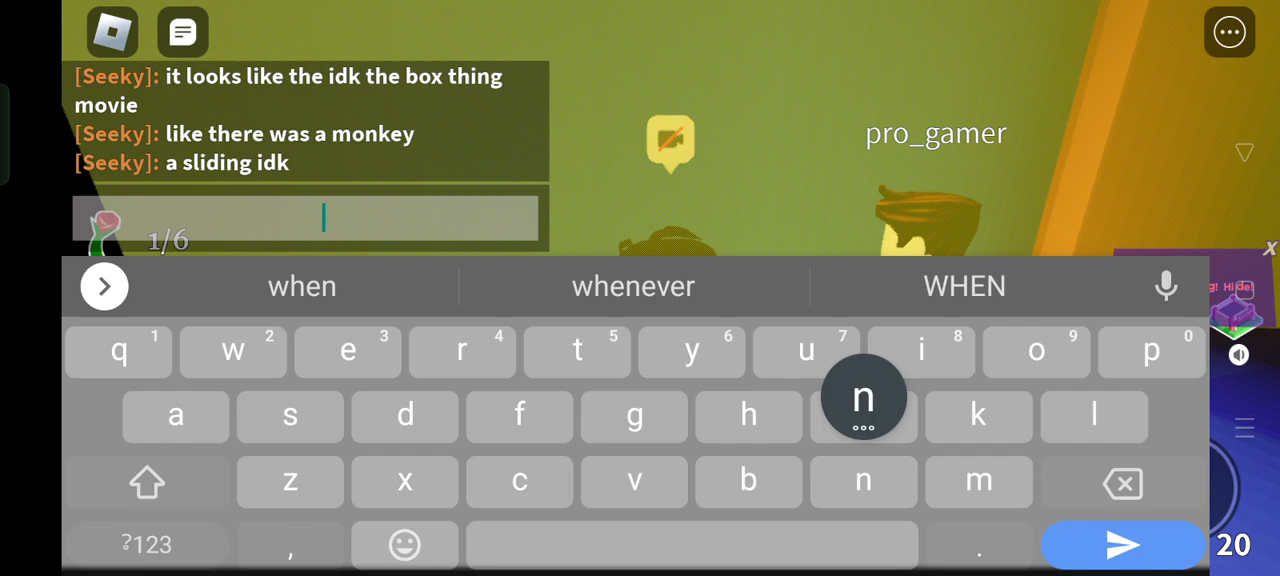 [Seeky]: it looks like the idk the box thing
movie
[Seeky]: like there was a monkey
[Seeky]: a sliding idk
pro_gamer
1/6
X
g! Hide!
when whenever WHEN
q 1 w 2 e 3 r 4 t 5 y 6 u 7 i 8 o 9 p 0
a s d f g h n k l
z x c v b n m
?123 , .
20